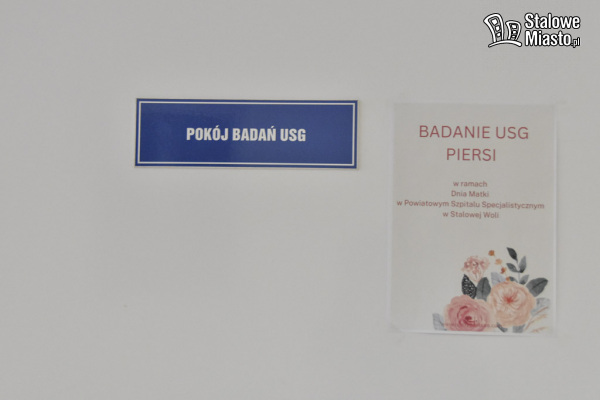 Stalowe
Miasto.pl
POKÓJ BADAŃ USG
BADANIE USG
PIERSI
w ramach
Dnia Matki
w Powiatowym Szpitalu Specjalistycznym
w Stalowej Woli